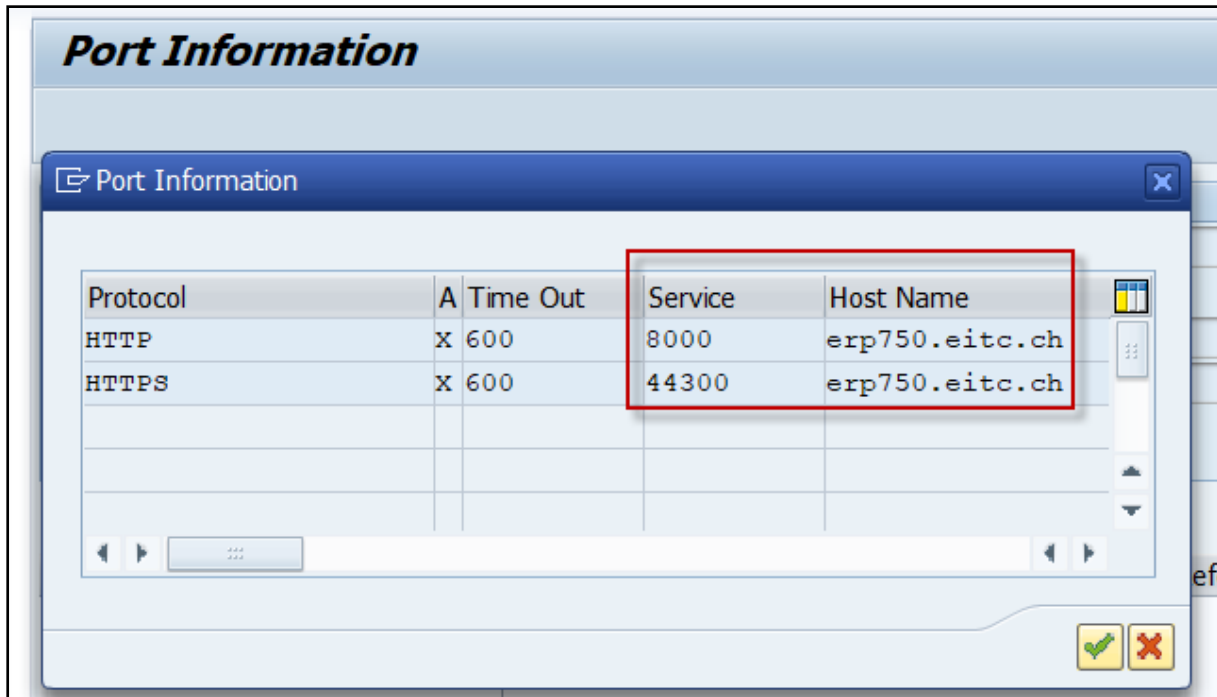 Port Information
Port Information
Protocol A Time Out Service Host Name
HTTP X 600 8000 erp750.eitc.ch
HTTPS X 600 44300 erp750.eitc.ch
ef